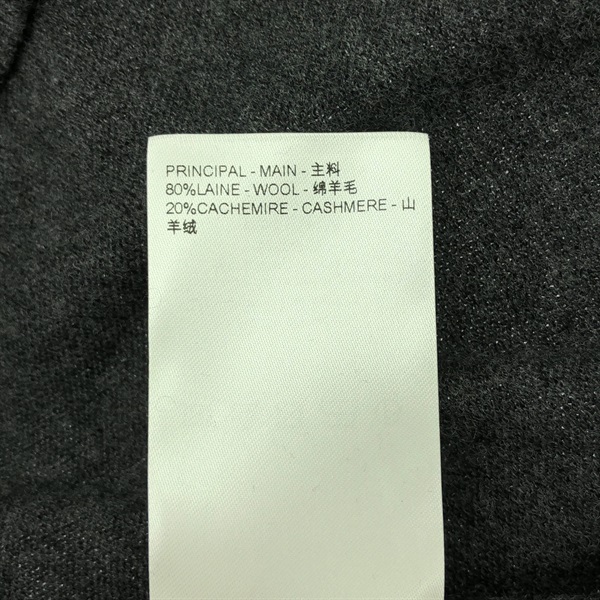 PRINCIPAL - MAIN - 主料
80%LAINE - WOOL - 绵羊毛
20%CACHEMIRE - CASHMERE - 山
羊绒